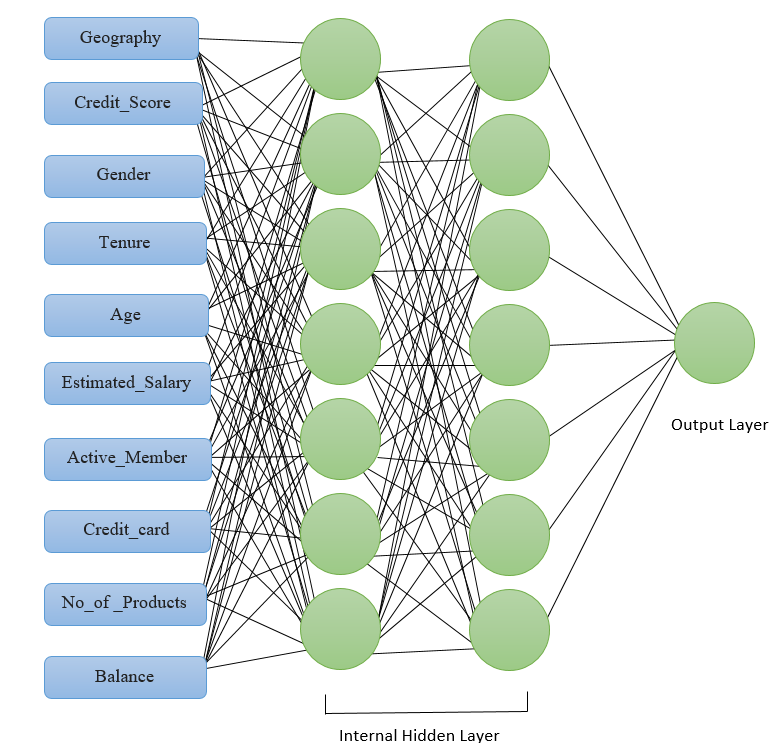 Geography
Credit_Score
Gender
Tenure
Age
Estimated_Salary
Active_Member
Credit_card
No_of _Products
Balance
Output Layer
Internal Hidden Layer